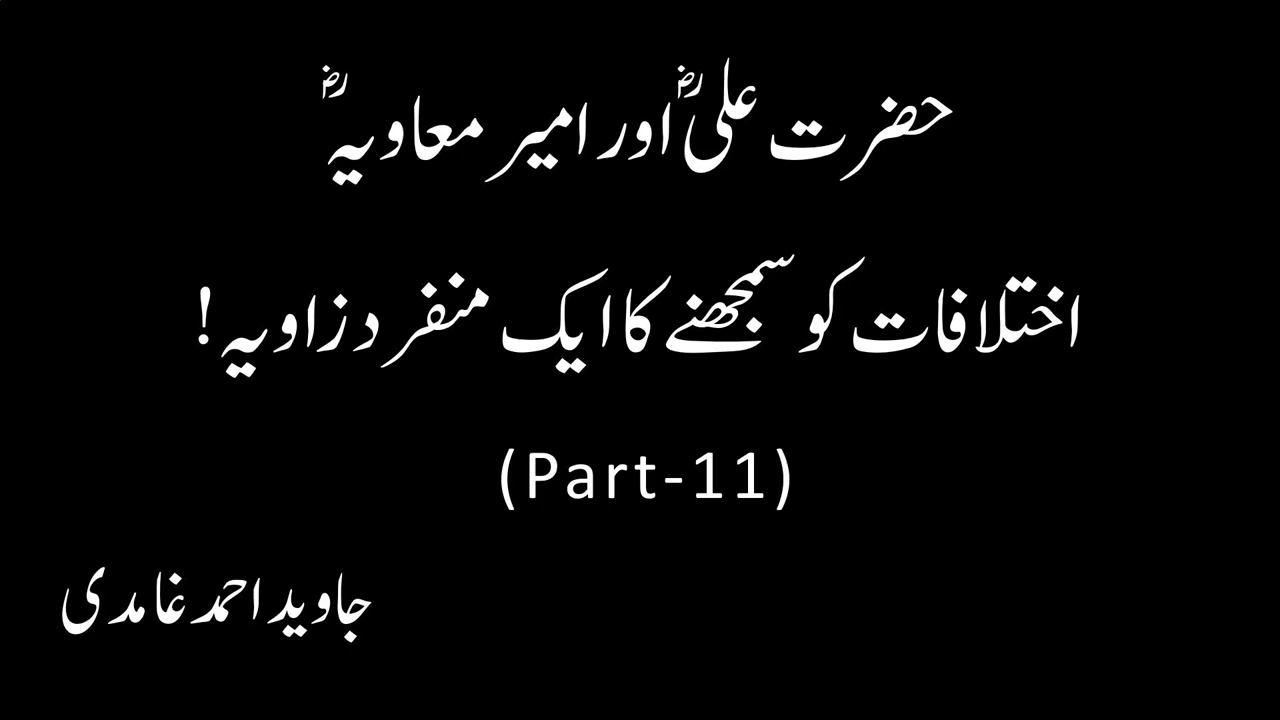 حضرت علیؓ اور امیر معاویہؓ
اختلافات کو سمجھنے کا ایک منفرد زاویہ!
(Part-11)
جاوید احمد غامدی